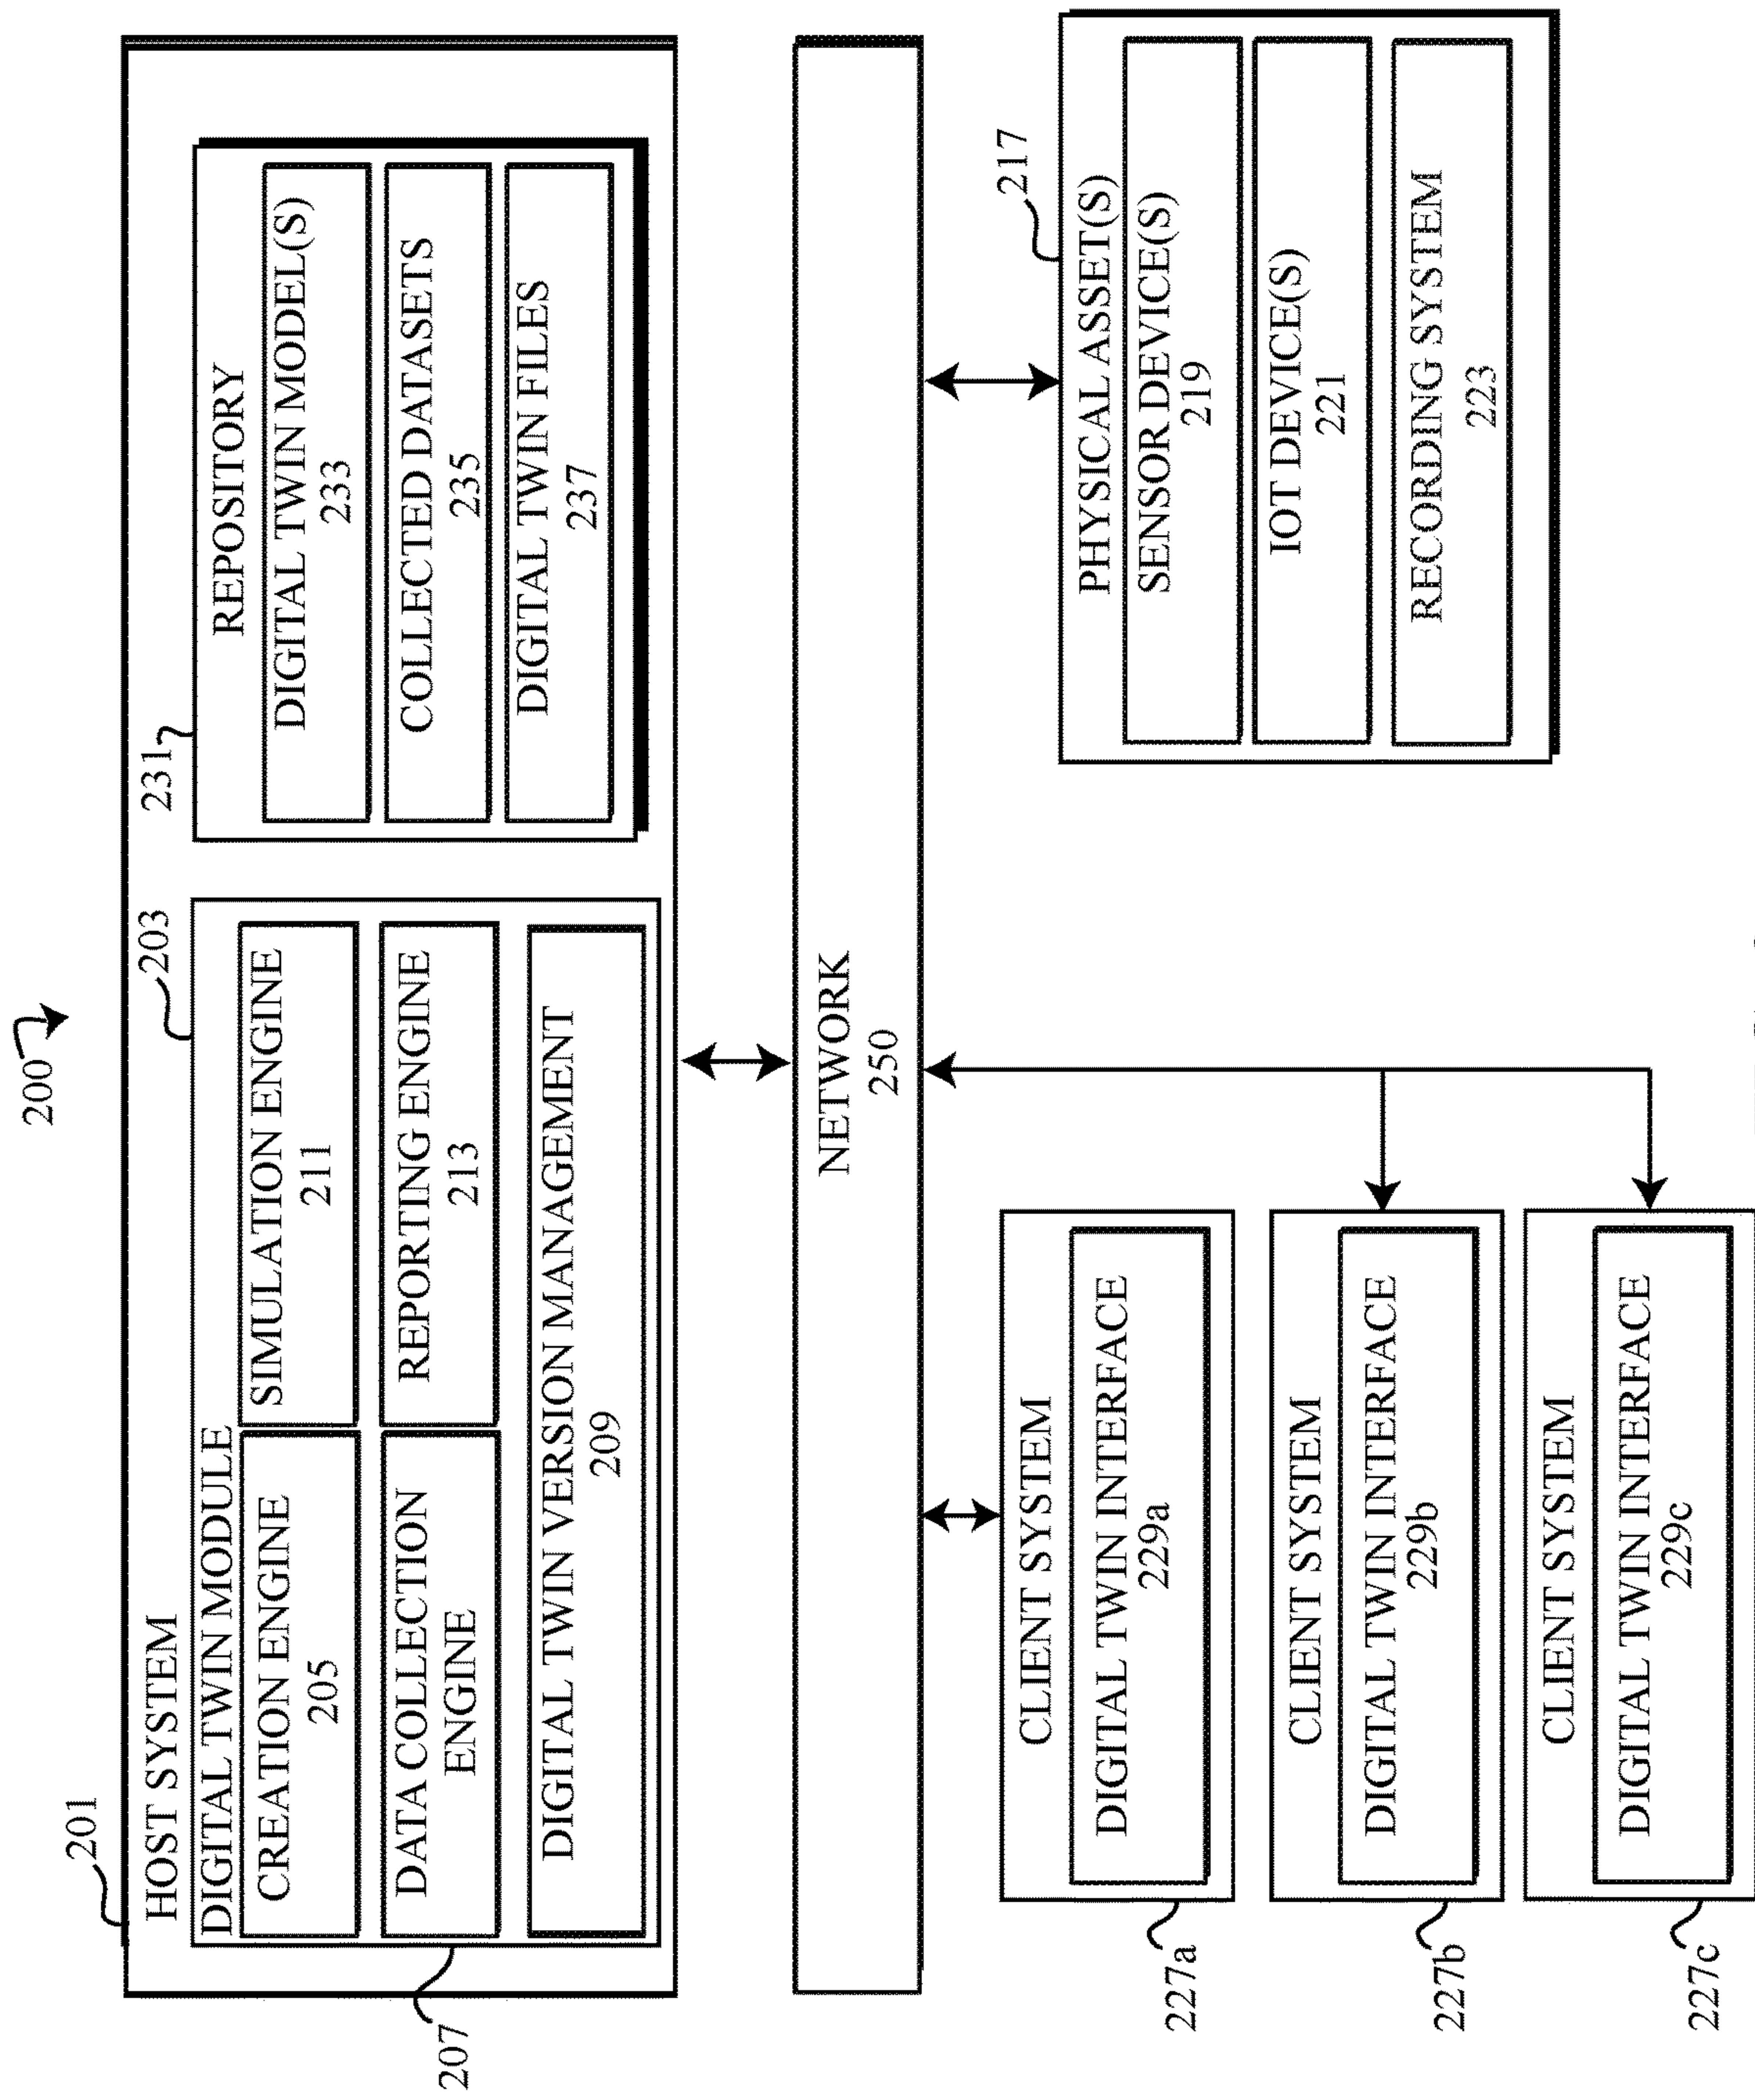 200
201
HOST SYSTEM
203
DIGITAL TWIN MODULE
CREATION ENGINE
205
SIMULATION ENGINE
211
207
DATA COLLECTION
ENGINE
REPORTING ENGINE
213
DIGITAL TWIN VERSION MANAGEMENT
209
231
REPOSITORY
DIGITAL TWIN MODEL(S)
233
COLLECTED DATASETS
235
DIGITAL TWIN FILES
237
NETWORK
250
CLIENT SYSTEM
DIGITAL TWIN INTERFACE
229a
227a
CLIENT SYSTEM
DIGITAL TWIN INTERFACE
229b
227b
CLIENT SYSTEM
DIGITAL TWIN INTERFACE
229c
227c
217
PHYSICAL ASSET(S)
SENSOR DEVICE(S)
219
IOT DEVICE(S)
221
RECORDING SYSTEM
223